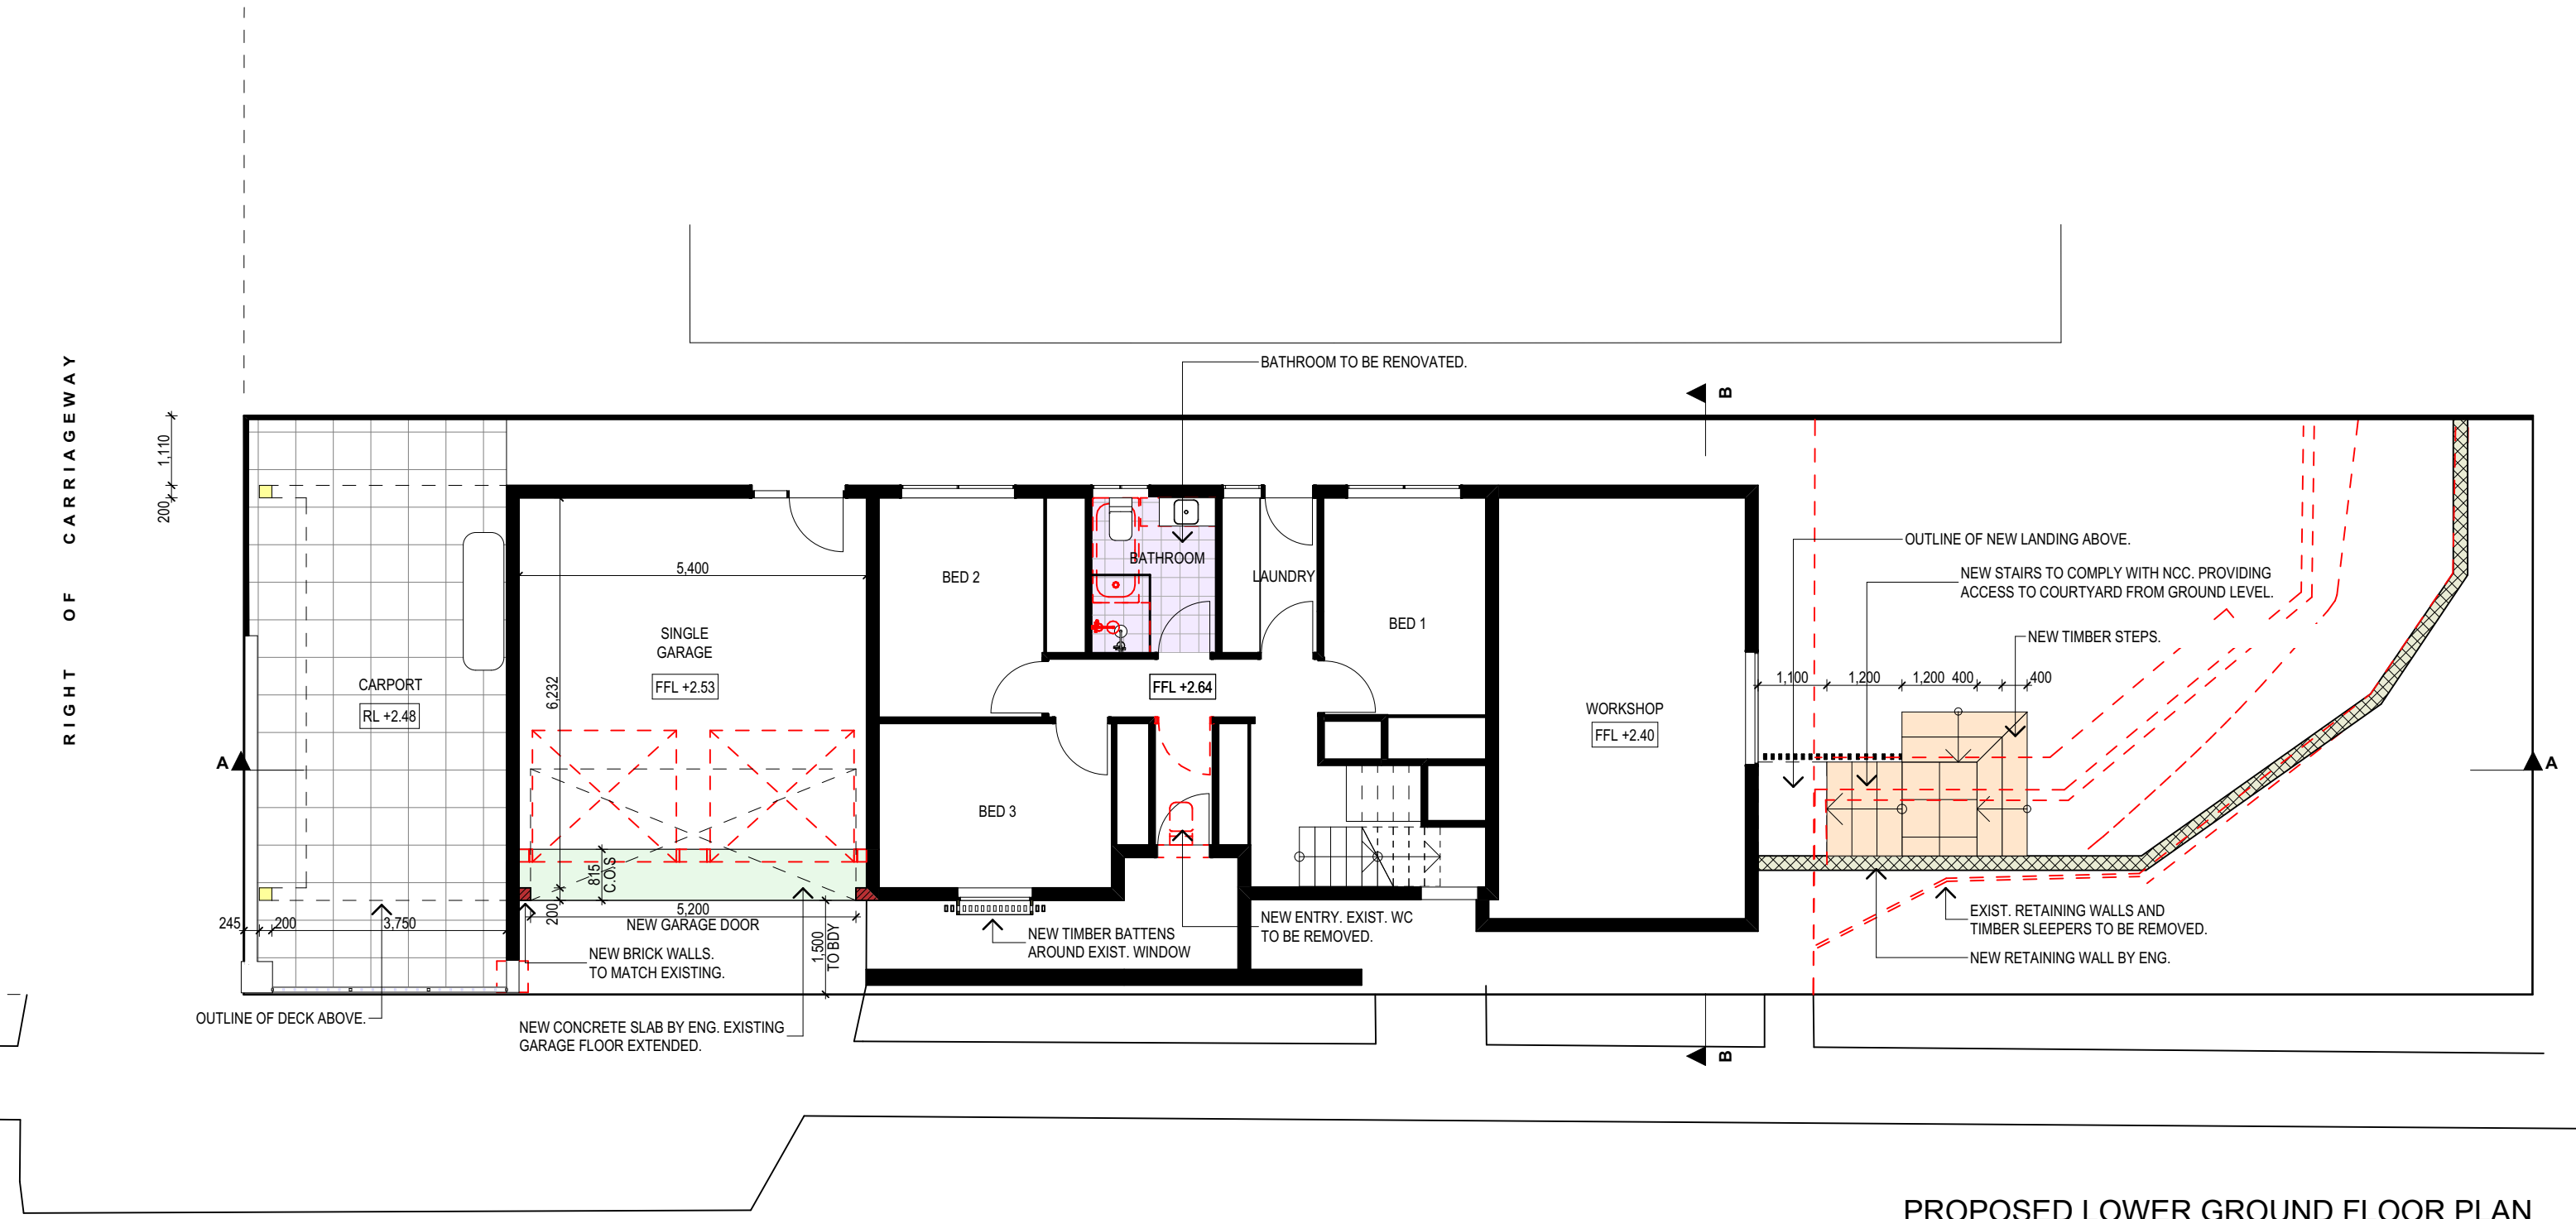 RIGHT OF CARRIAGEWAY
BATHROOM TO BE RENOVATED.
B
1,110
200
BATHROOM
BED 2
LAUNDRY
BED 1
5,400
SINGLE
GARAGE
FFL +2.53
6,232
CARPORT
RL +2.48
FFL +2.64
WORKSHOP
FFL +2.40
OUTLINE OF NEW LANDING ABOVE.
NEW STAIRS TO COMPLY WITH NCC. PROVIDING
ACCESS TO COURTYARD FROM GROUND LEVEL.
NEW TIMBER STEPS.
1,100
1,200
1,200
400
400
A
A
BED 3
815
C.O.S
200
5,200
NEW GARAGE DOOR
245
200
3,750
1,500
TO BDY
NEW BRICK WALLS.
TO MATCH EXISTING.
NEW TIMBER BATTENS
AROUND EXIST. WINDOW
NEW ENTRY. EXIST. WC
TO BE REMOVED.
EXIST. RETAINING WALLS AND
TIMBER SLEEPERS TO BE REMOVED.
NEW RETAINING WALL BY ENG.
OUTLINE OF DECK ABOVE.
NEW CONCRETE SLAB BY ENG. EXISTING
GARAGE FLOOR EXTENDED.
B
PROPOSED LOWER GROUND FLOOR PLAN